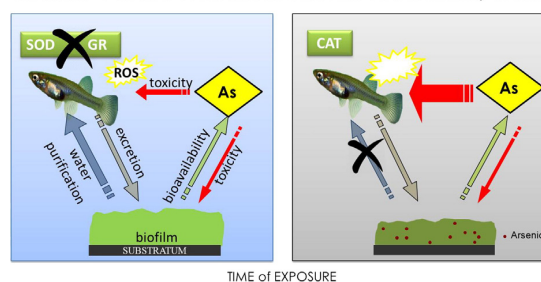 SOD GR
ROS
toxicity
As
water
purification
excretion
bioavailability
toxicity
biofilm
SUBSTRATUM
CAT
As
Arsenic
TIME of EXPOSURE